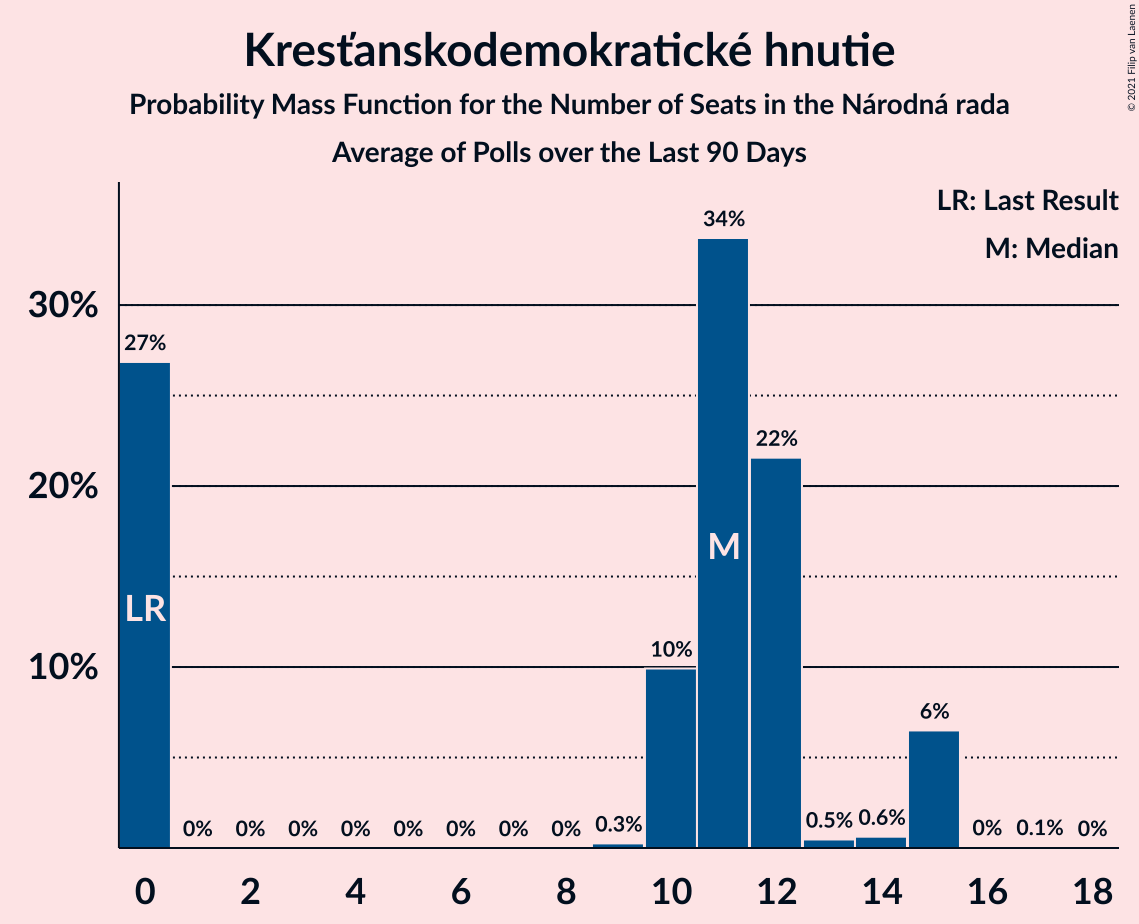 Kresťanskodemokratické hnutie
Probability Mass Function for the Number of Seats in the Národná rada
Average of Polls over the Last 90 Days
© 2021 Filip van Laenen
LR: Last Result
M: Median
34%
30%
27%
22%
20%
M
LR
10%
10%
6%
0% 0% 0% 0% 0% 0% 0% 0% 0.3% 0.5% 0.6% 0% 0.1% 0%
0 2 4 6 8 10 12 14 16 18